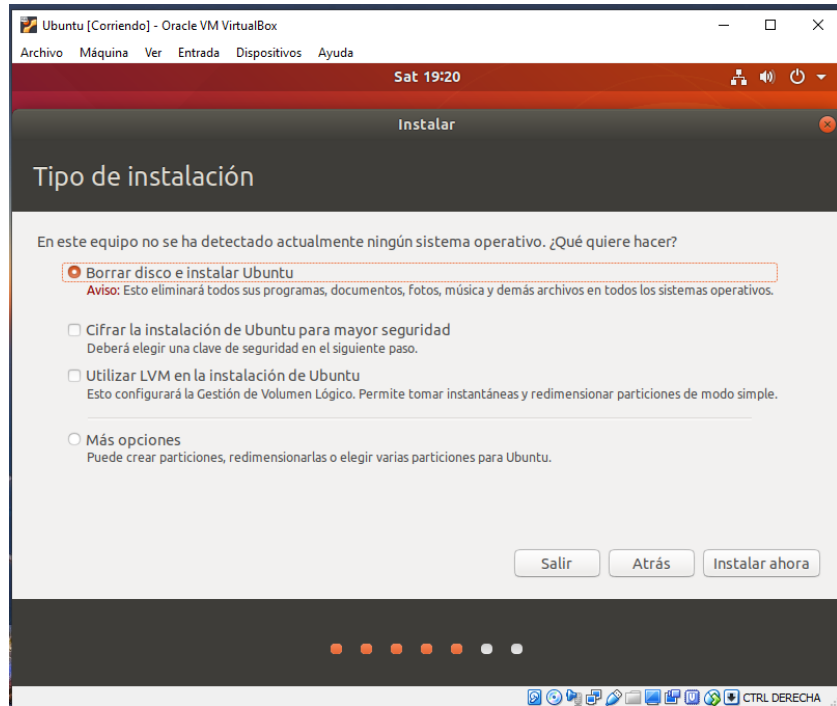 Ubuntu [Corriendo] - Oracle VM VirtualBox
Archivo Máquina Ver Entrada Dispositivos Ayuda
Sat 19:20
Instalar
Tipo de instalación
En este equipo no se ha detectado actualmente ningún sistema operativo. ¿Qué quiere hacer?
Borrar disco e instalar Ubuntu
Aviso: Esto eliminará todos sus programas, documentos, fotos, música y demás archivos en todos los sistemas operativos.
Cifrar la instalación de Ubuntu para mayor seguridad
Deberá elegir una clave de seguridad en el siguiente paso.
Utilizar LVM en la instalación de Ubuntu
Esto configurará la Gestión de Volumen Lógico. Permite tomar instantáneas y redimensionar particiones de modo simple.
Más opciones
Puede crear particiones, redimensionarlas o elegir varias particiones para Ubuntu.
Salir Atrás Instalar ahora
CTRL DERECHA